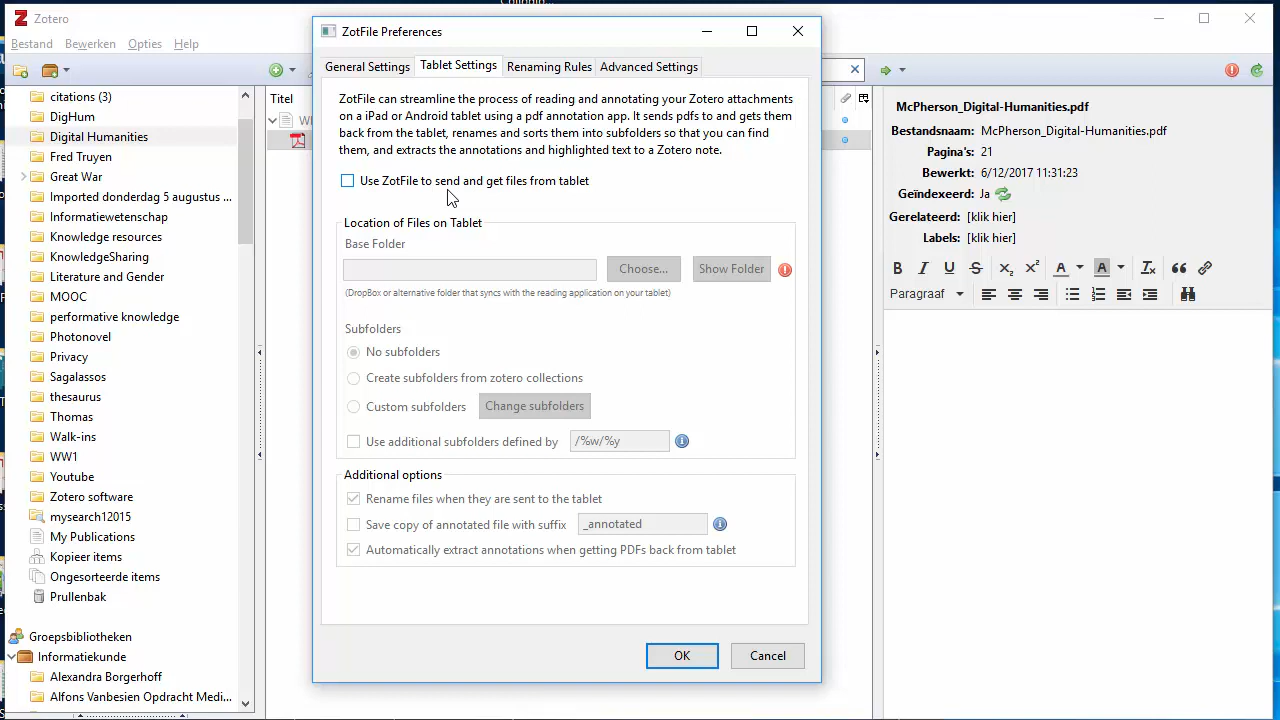 Zotero
Bestand Bewerken Opties Help
citations (3)
DigHum
Digital Humanities
Fred Truyen
Great War
Imported donderdag 5 augustus ...
Informatiewetenschap
Knowledge resources
KnowledgeSharing
Literature and Gender
MOOC
performative knowledge
Photonovel
Privacy
Sagalassos
thesaurus
Thomas
Walk-ins
WW1
Youtube
Zotero software
mysearch12015
My Publications
Kopieer items
Ongesorteerde items
Prullenbak
Groepsbibliotheken
Informatiekunde
Alexandra Borgerhoff
Alfons Vanbesien Opdracht Medi...
Titel
ZotFile Preferences
General Settings Tablet Settings Renaming Rules Advanced Settings
ZotFile can streamline the process of reading and annotating your Zotero attachments
on a iPad or Android tablet using a pdf annotation app. It sends pdfs to and gets them
back from the tablet, renames and sorts them into subfolders so that you can find
them, and extracts the annotations and highlighted text to a Zotero note.
Use ZotFile to send and get files from tablet
Location of Files on Tablet
Base Folder
Choose... Show Folder
(DropBox or alternative folder that syncs with the reading application on your tablet)
Subfolders
No subfolders
Create subfolders from zotero collections
Custom subfolders Change subfolders
Use additional subfolders defined by /%w/%y
Additional options
Rename files when they are sent to the tablet
Save copy of annotated file with suffix _annotated
Automatically extract annotations when getting PDFs back from tablet
OK Cancel
McPherson_Digital-Humanities.pdf
Bestandsnaam: McPherson_Digital-Humanities.pdf
Pagina's: 21
Bewerkt: 6/12/2017 11:31:23
Geïndexeerd: Ja
Gerelateerd: [klik hier]
Labels: [klik hier]
Paragraaf